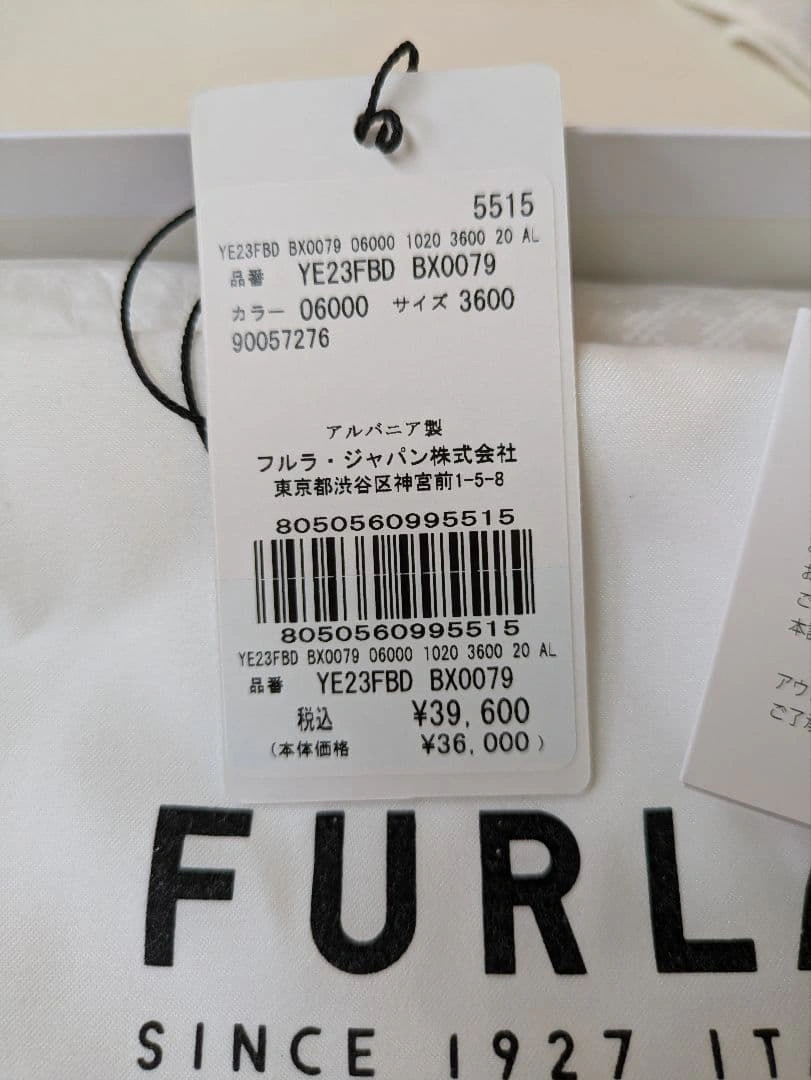 5515
YE23FBD BX0079 06000 1020 3600 20 AL
品番 YE23FBD BX0079
カラー 06000 サイズ 3600
90057276
アルバニア製
フルラ・ジャパン株式会社
東京都渋谷区神宮前1-5-8
8050560995515
8050560995515
YE23FBD BX0079 06000 1020 3600 20 AL
品番 YE23FBD BX0079
税込 ¥39,600
(本体価格 ¥36,000)
FURL
SINCE 1927 IT
アウ